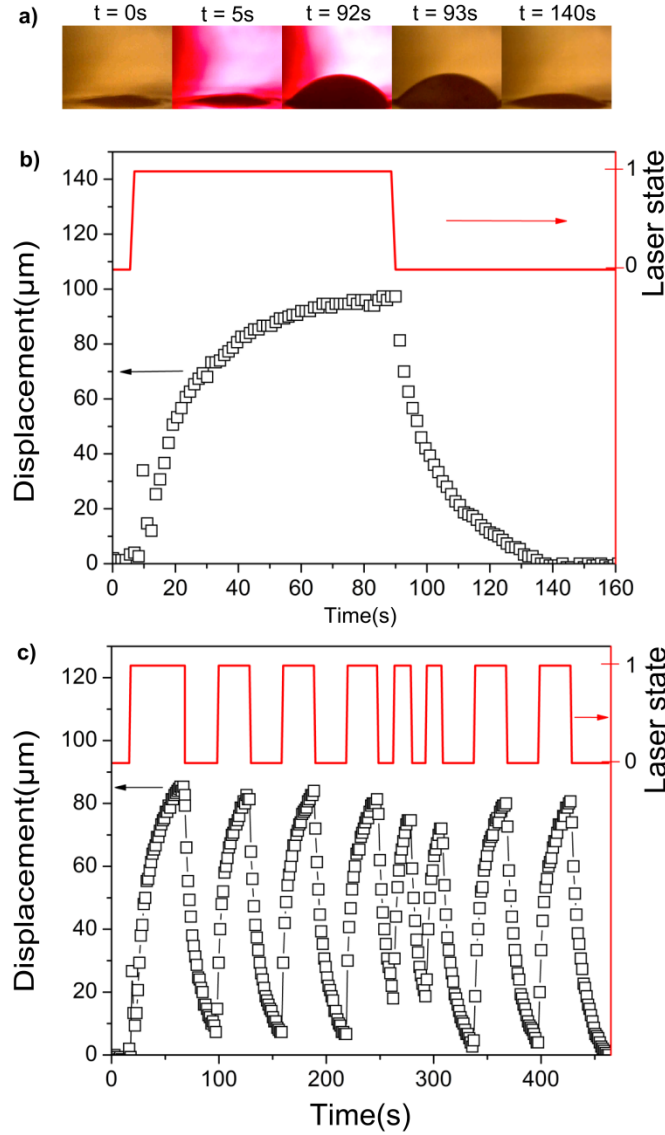 a) t = 0s t = 5s t = 92s t = 93s t = 140s
b)
140
120
100
80
60
40
20
0
Displacement(μm)
1
0
Laser state
0 20 40 60 80 100 120 140 160
Time(s)
c)
120
100
80
60
40
20
0
Displacement(μm)
1
0
Laser state
0 100 200 300 400
Time(s)